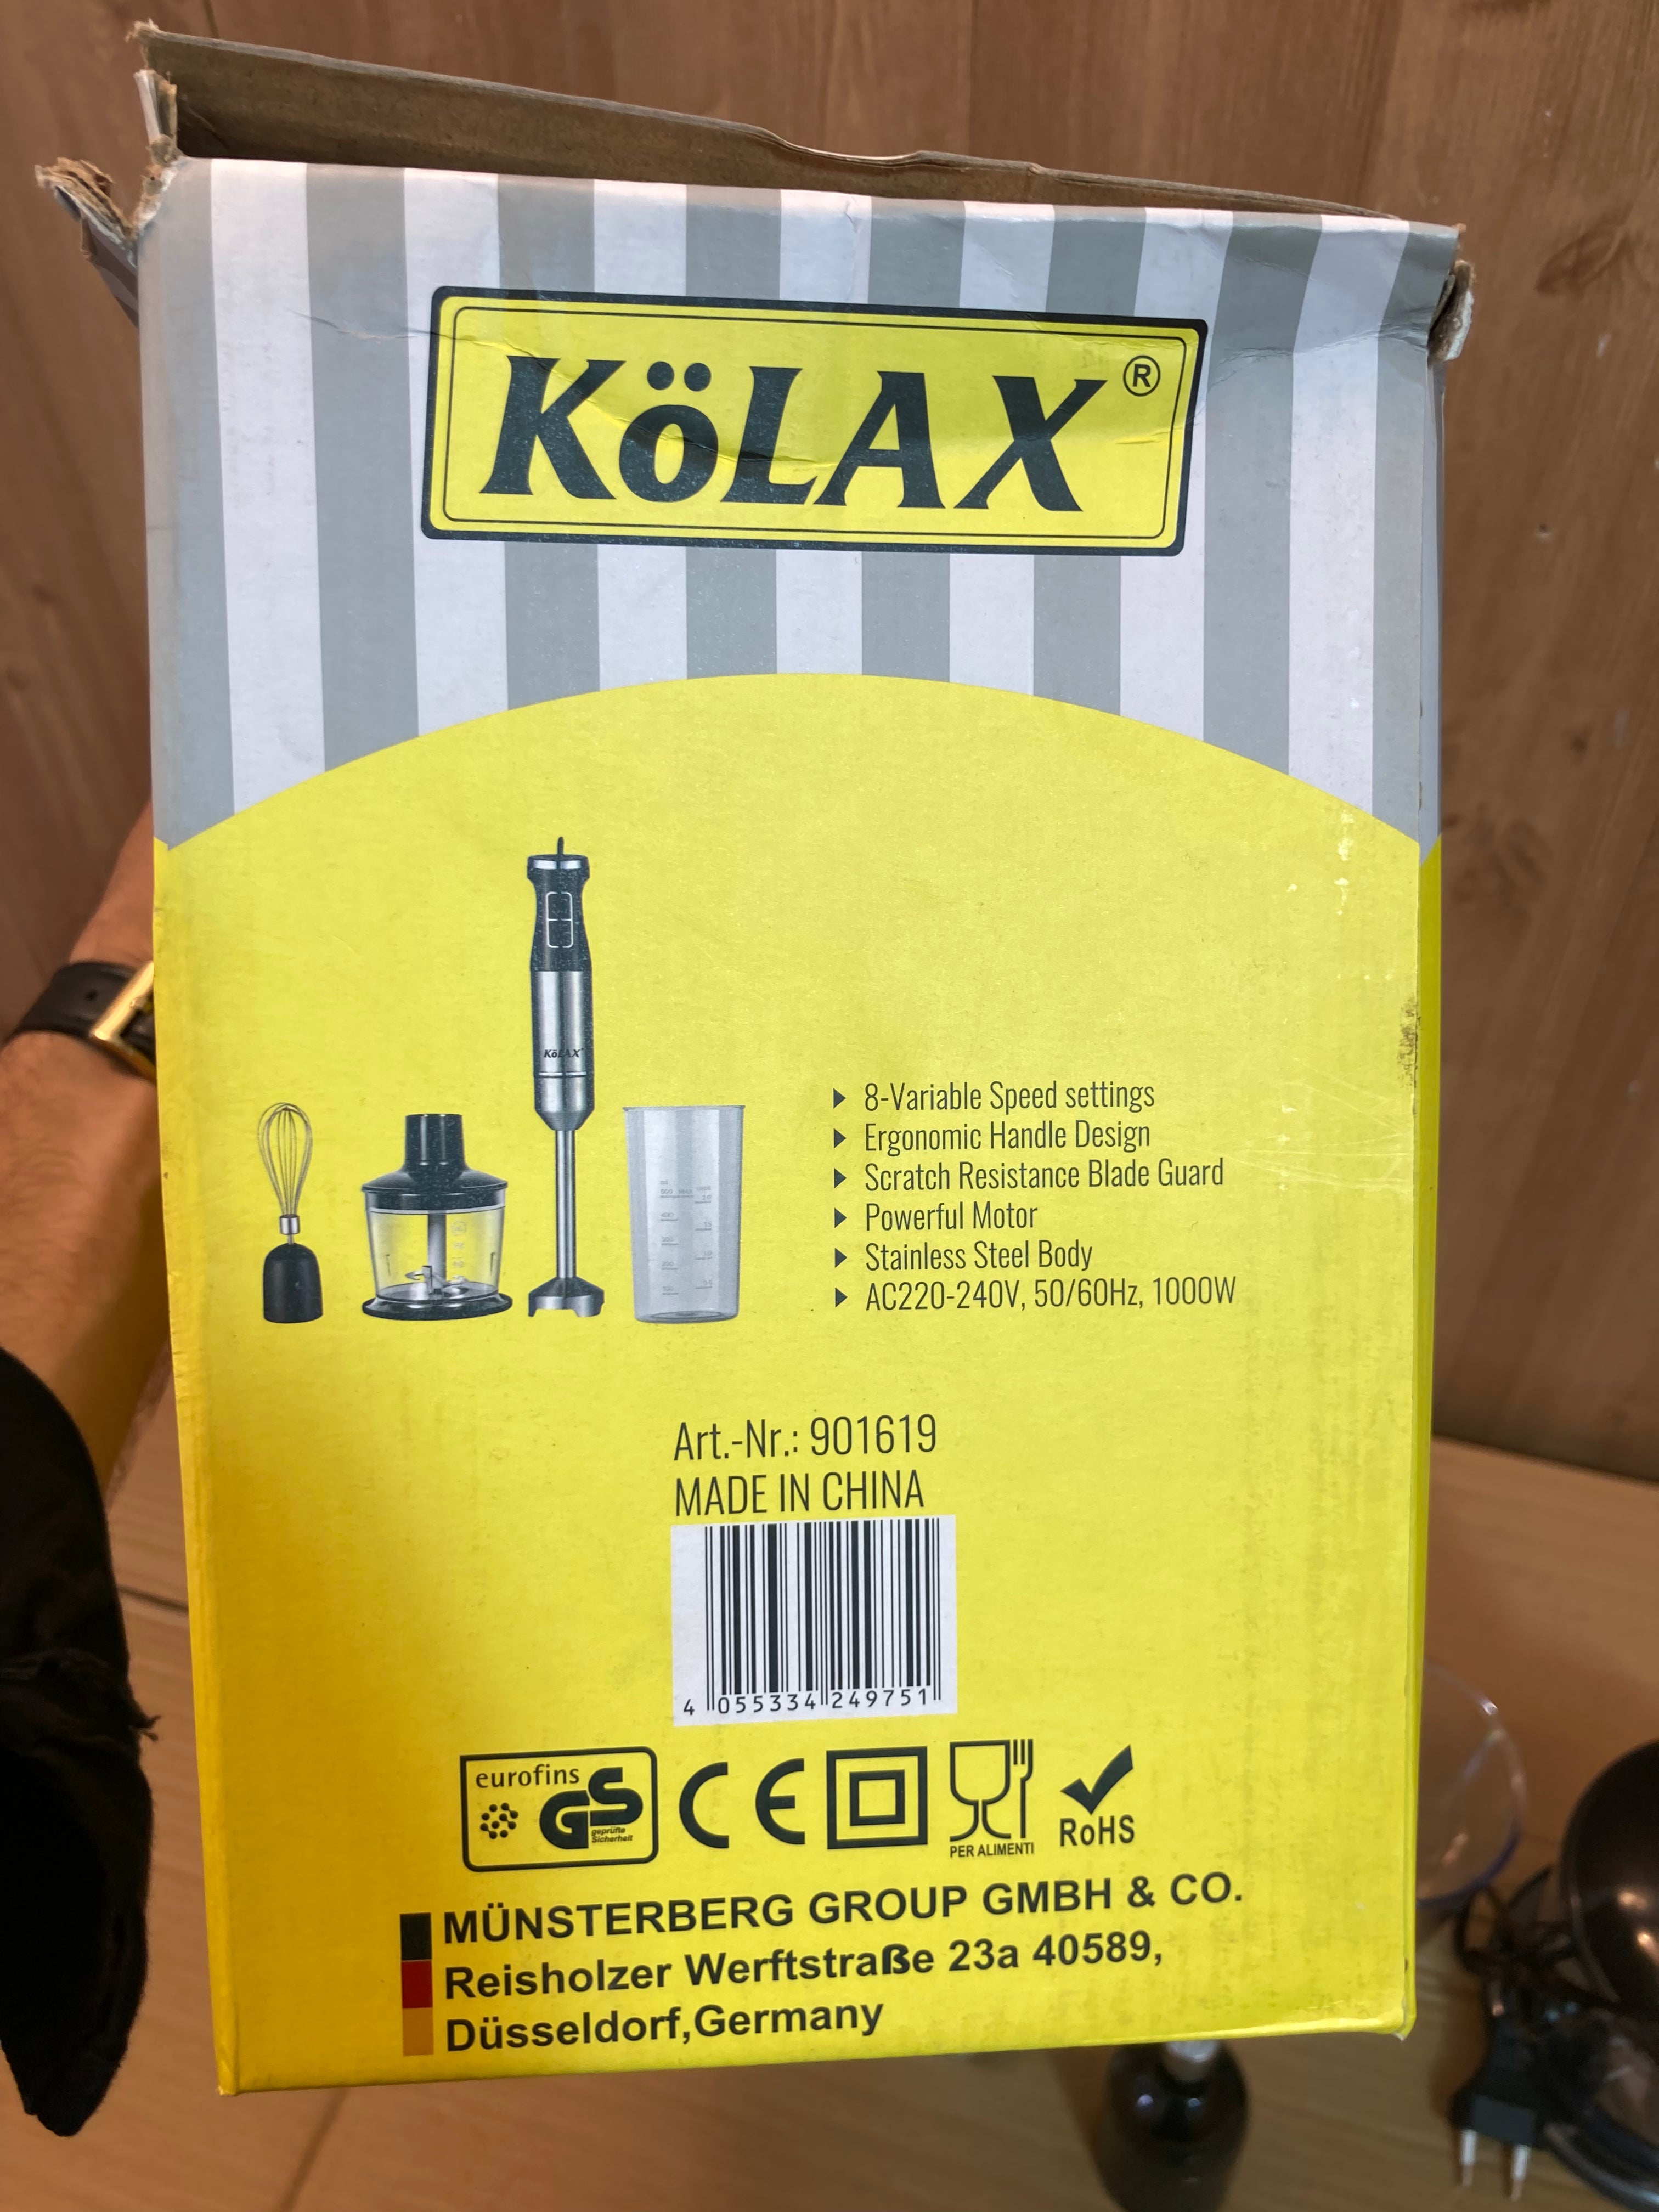 KöLAX®
KöLAX
8-Variable Speed settings
Ergonomic Handle Design
Scratch Resistance Blade Guard
Powerful Motor
Stainless Steel Body
AC220-240V, 50/60Hz, 1000W
Art.-Nr.: 901619
MADE IN CHINA
4 055334 249751
eurofins
GS
geprüfte
Sicherheit
CE
PER ALIMENTI
RoHS
MÜNSTERBERG GROUP GMBH & CO.
Reisholzer Werftstraße 23a 40589,
Düsseldorf,Germany